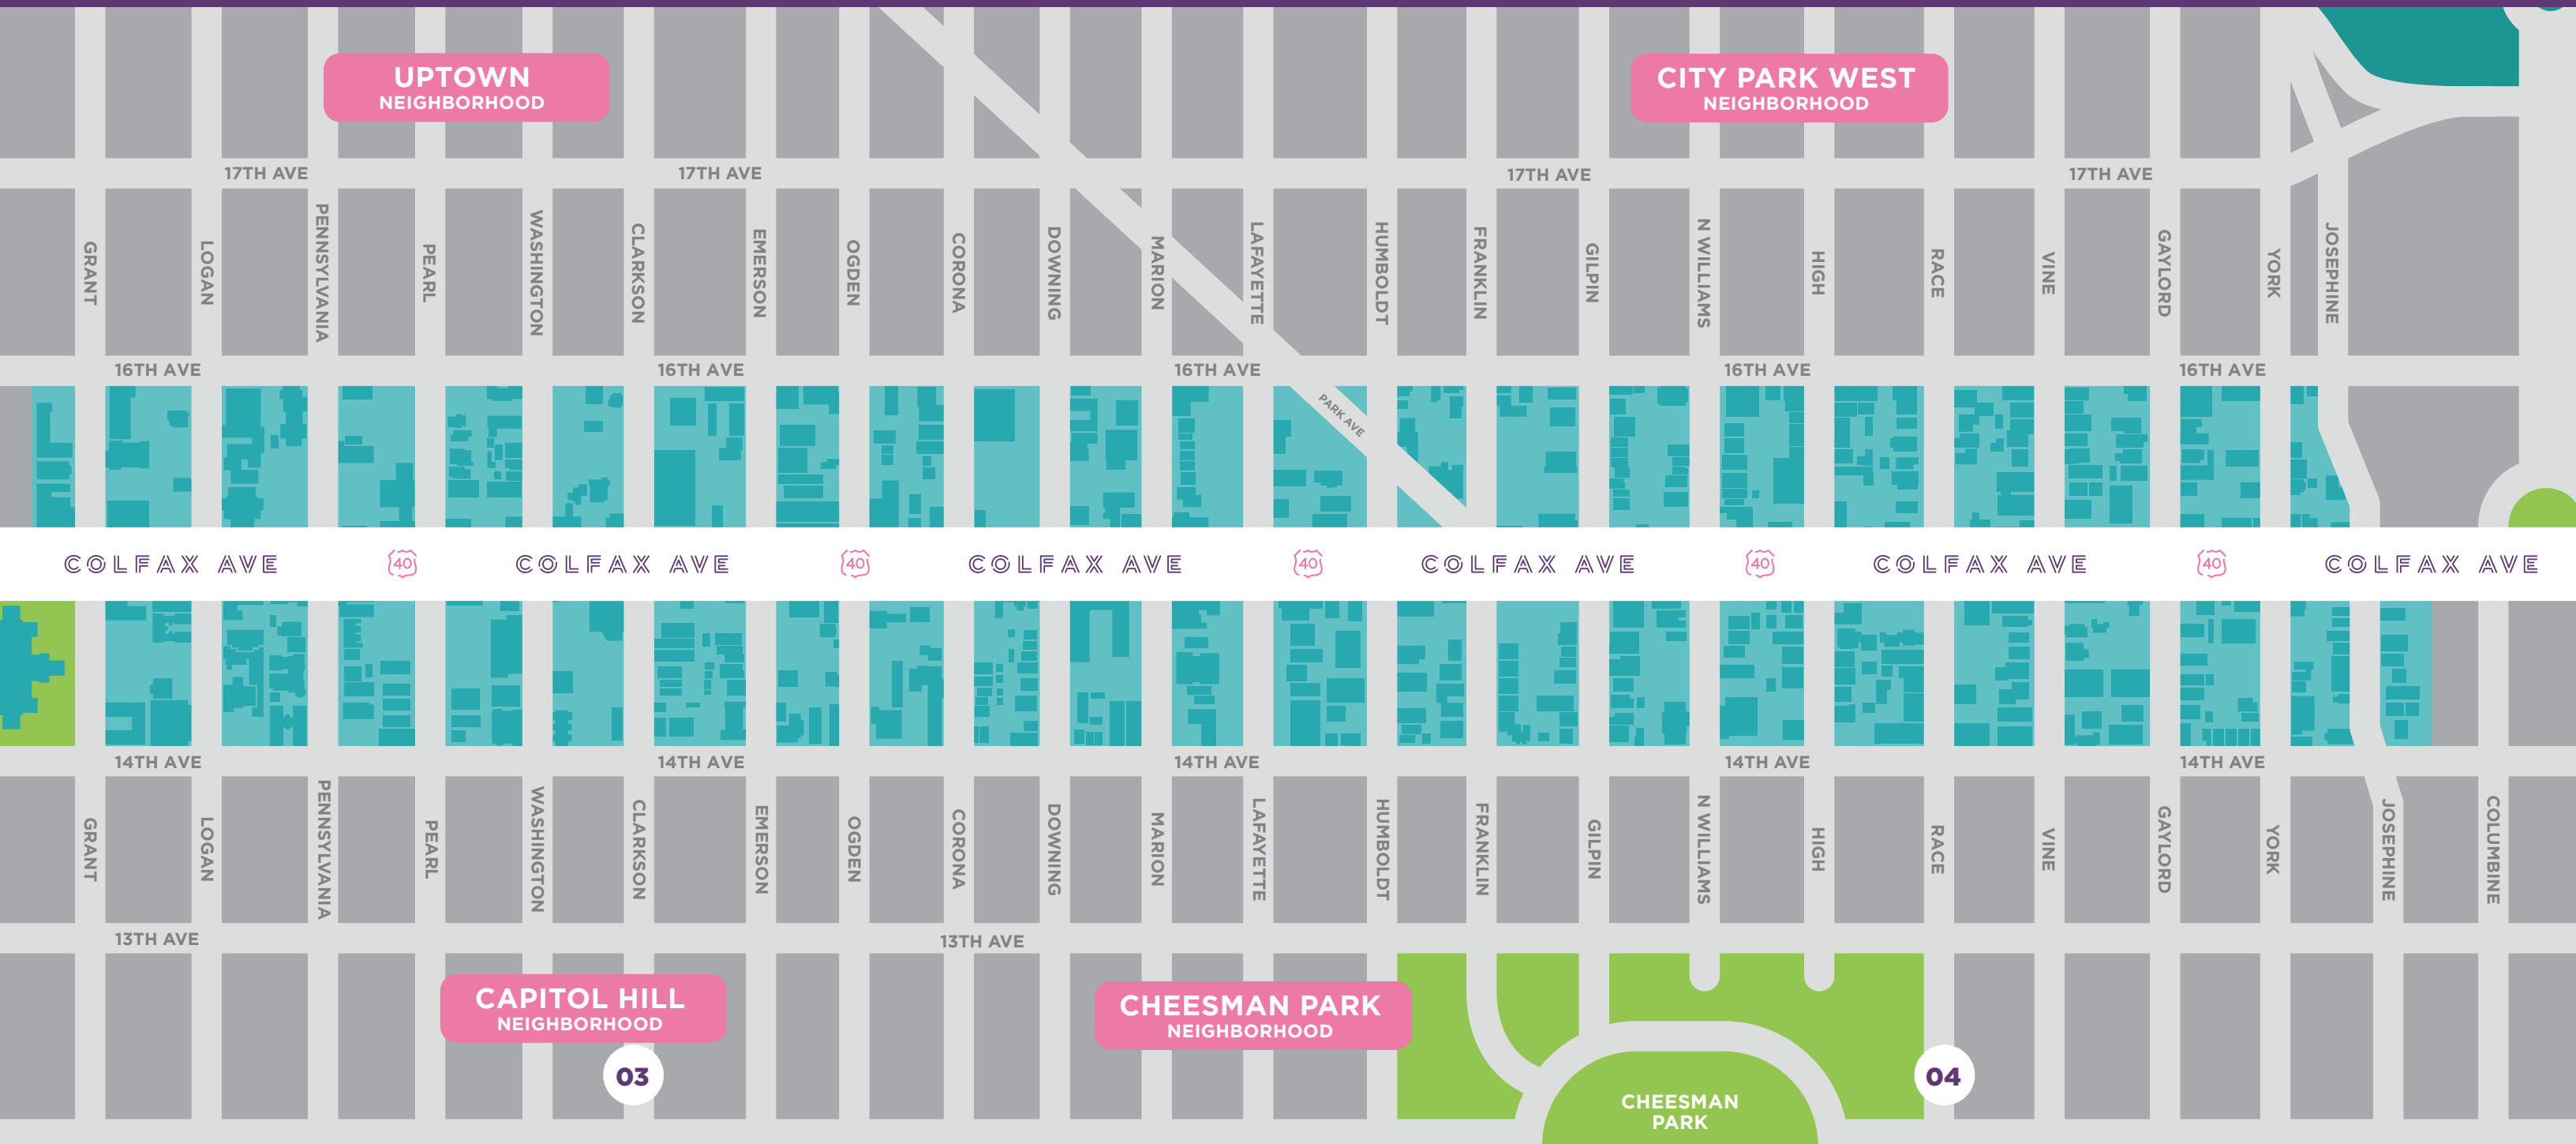 UPTOWN
NEIGHBORHOOD
CITY PARK WEST
NEIGHBORHOOD
17TH AVE
17TH AVE
17TH AVE
17TH AVE
GRANT
LOGAN
PENNSYLVANIA
PEARL
WASHINGTON
CLARKSON
EMERSON
OGDEN
CORONA
DOWNING
MARION
LAFAYETTE
HUMBOLDT
FRANKLIN
GILPIN
N WILLIAMS
HIGH
RACE
VINE
GAYLORD
YORK
JOSEPHINE
16TH AVE
16TH AVE
16TH AVE
16TH AVE
16TH AVE
PARK AVE
COLFAX AVE
40
COLFAX AVE
40
COLFAX AVE
40
COLFAX AVE
40
COLFAX AVE
40
COLFAX AVE
14TH AVE
14TH AVE
14TH AVE
14TH AVE
14TH AVE
GRANT
LOGAN
PENNSYLVANIA
PEARL
WASHINGTON
CLARKSON
EMERSON
OGDEN
CORONA
DOWNING
MARION
LAFAYETTE
HUMBOLDT
FRANKLIN
GILPIN
N WILLIAMS
HIGH
RACE
VINE
GAYLORD
YORK
JOSEPHINE
COLUMBINE
13TH AVE
13TH AVE
CAPITOL HILL
NEIGHBORHOOD
CHEESMAN PARK
NEIGHBORHOOD
03
04
CHEESMAN
PARK